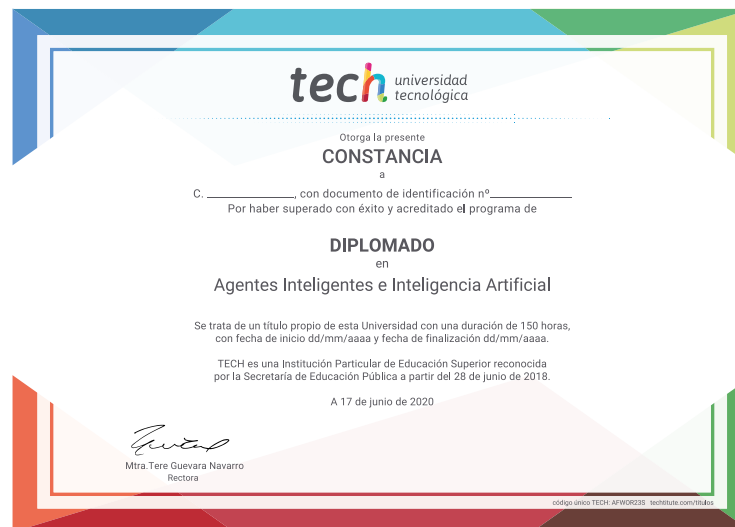 tech universidad
tecnológica
Otorga la presente
CONSTANCIA
a
C. ______________, con documento de identificación nº______________
Por haber superado con éxito y acreditado el programa de
DIPLOMADO
en
Agentes Inteligentes e Inteligencia Artificial
Se trata de un título propio de esta Universidad con una duración de 150 horas,
con fecha de inicio dd/mm/aaaa y fecha de finalización dd/mm/aaaa.
TECH es una Institución Particular de Educación Superior reconocida
por la Secretaría de Educación Pública a partir del 28 de junio de 2018.
A 17 de junio de 2020
Mtra.Tere Guevara Navarro
Rectora
código único TECH: AFWOR23S techtitute.com/titulos